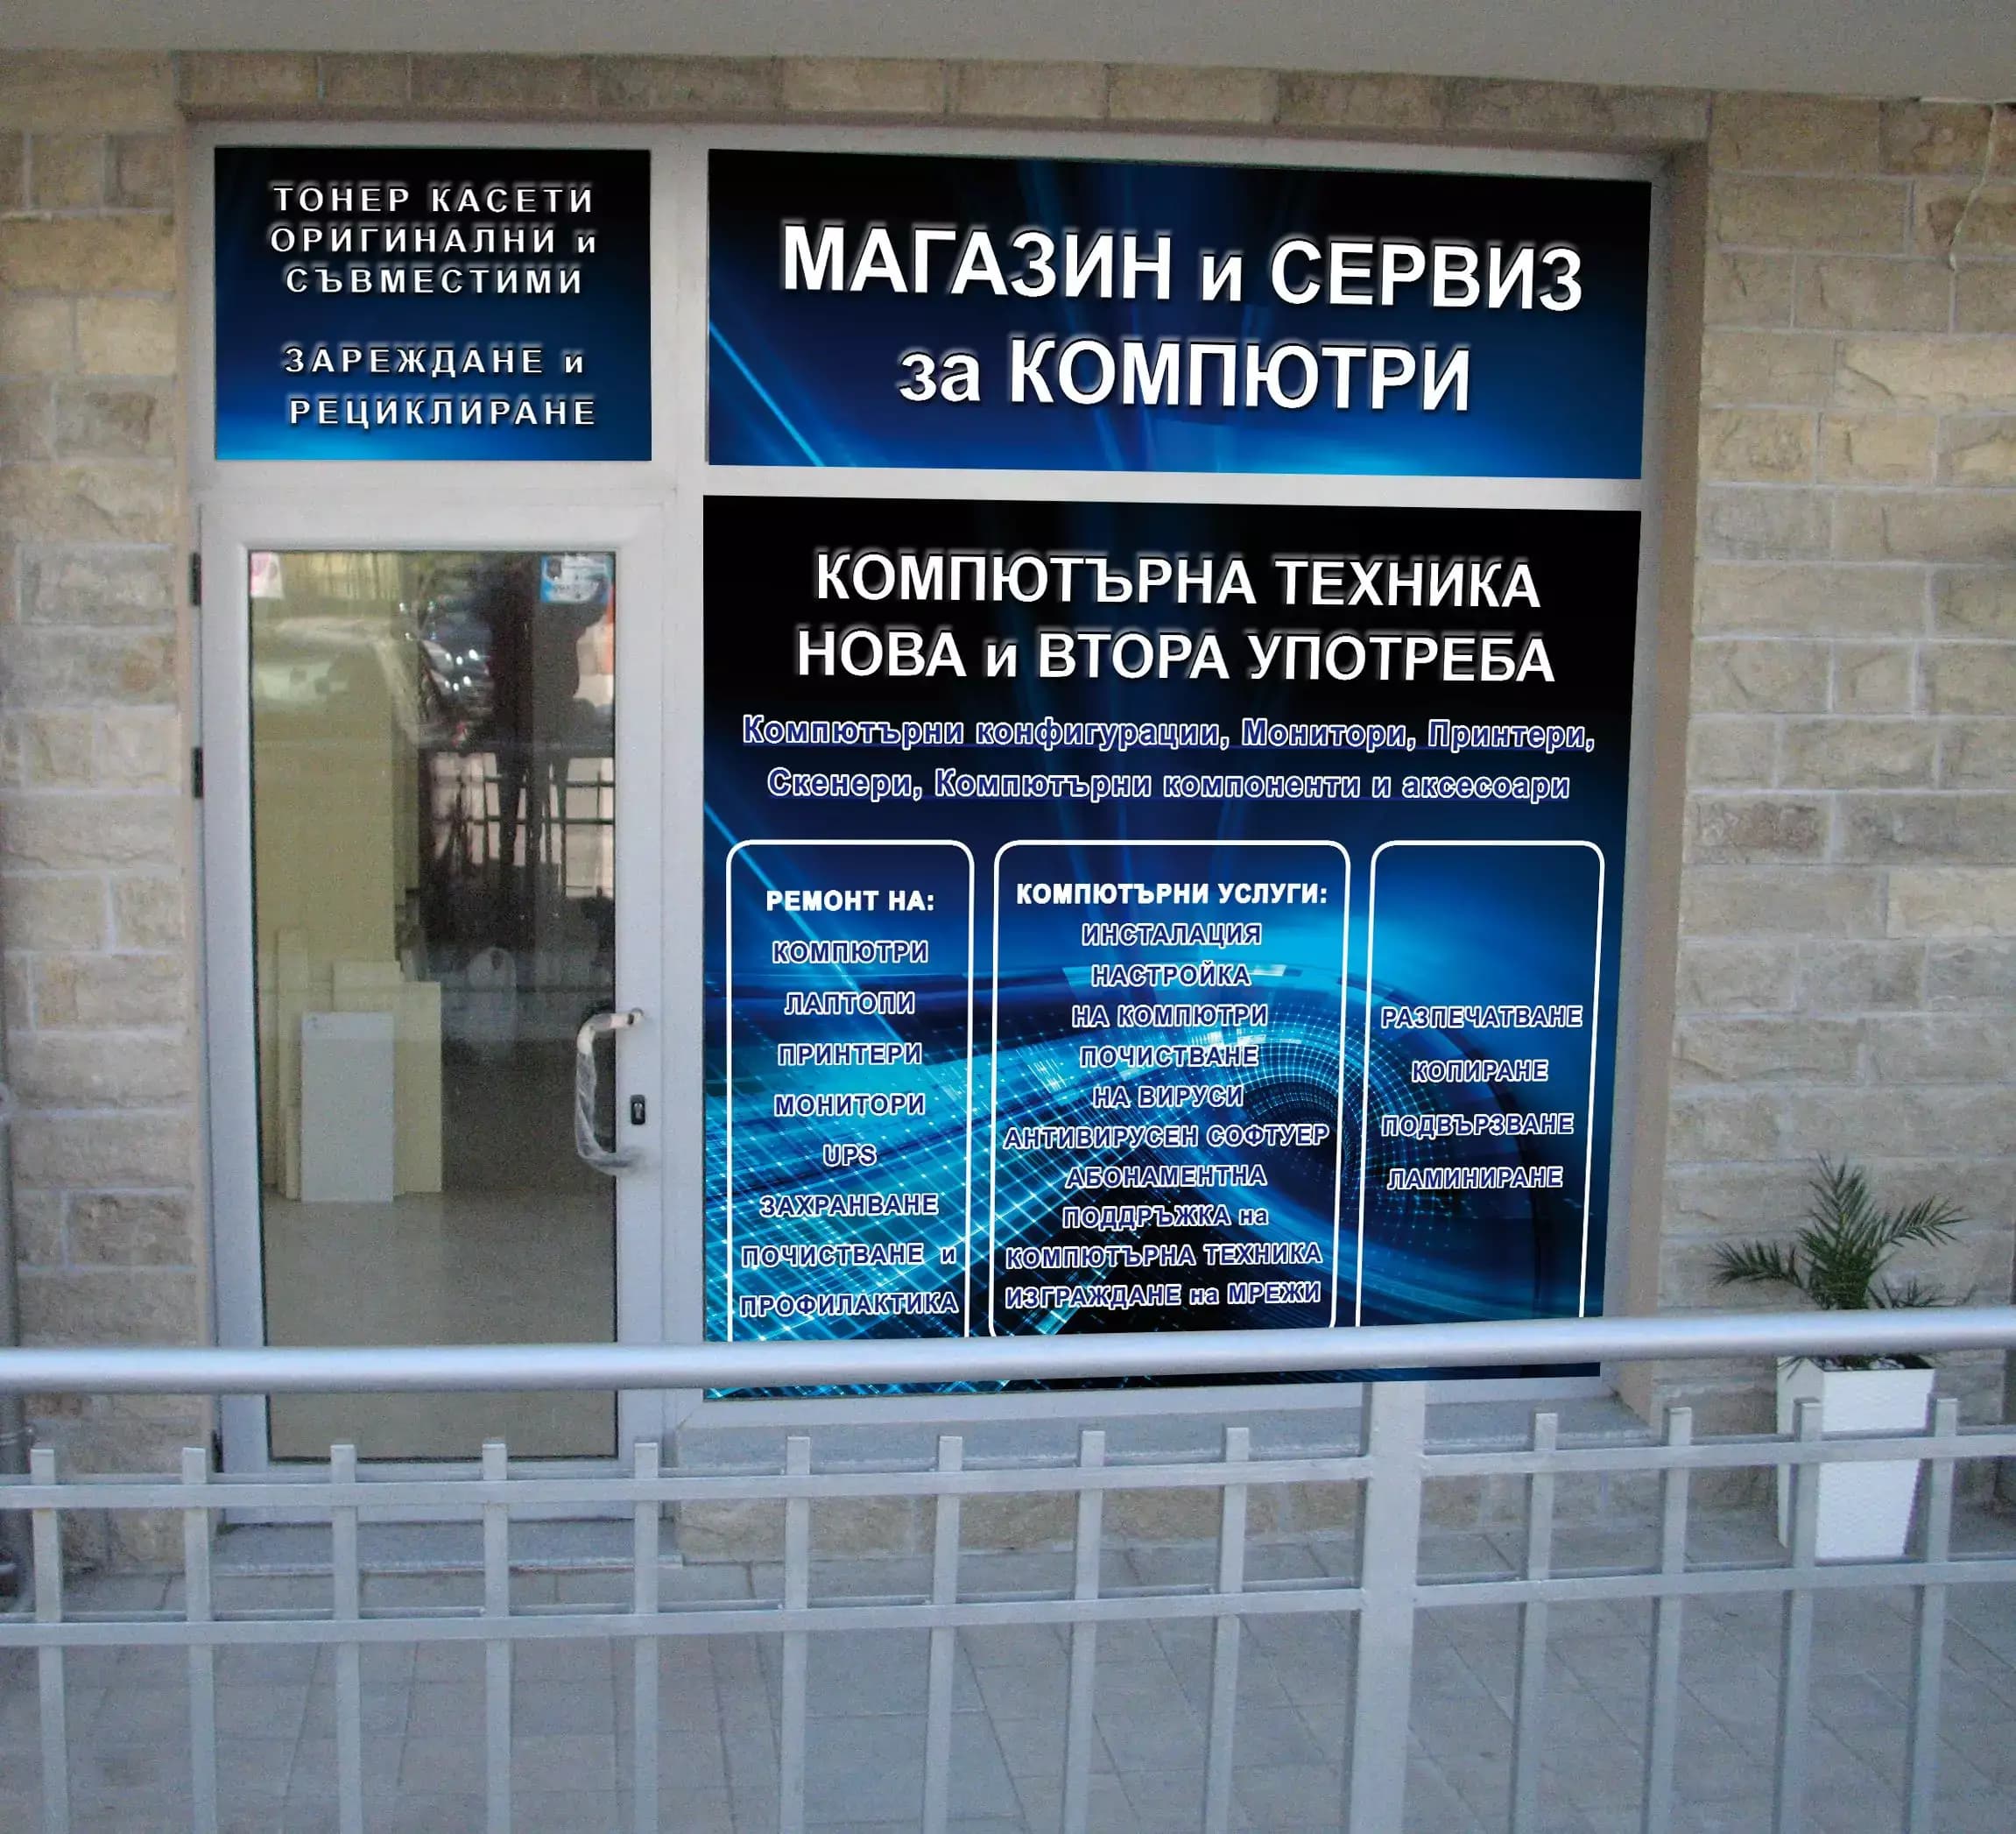 ТОНЕР КАСЕТИ
ОРИГИНАЛНИ и
СЪВМЕСТИМИ
ЗАРЕЖДАНЕ и
РЕЦИКЛИРАНЕ
МАГАЗИН и СЕРВИЗ
за КОМПЮТРИ
КОМПЮТЪРНА ТЕХНИКА
НОВА и ВТОРА УПОТРЕБА
Компютърни конфигурации, Монитори, Принтери,
Скенери, Компютърни компоненти и аксесоари
РЕМОНТ НА:
КОМПЮТРИ
ЛАПТОПИ
ПРИНТЕРИ
МОНИТОРИ
UPS
ЗАХРАНВАНЕ
ПОЧИСТВАНЕ и
ПРОФИЛАКТИКА
КОМПЮТЪРНИ УСЛУГИ:
ИНСТАЛАЦИЯ
НАСТРОЙКА
НА КОМПЮТРИ
ПОЧИСТВАНЕ
НА ВИРУСИ
АНТИВИРУСЕН СОФТУЕР
АБОНАМЕНТНА
ПОДДРЪЖКА на
КОМПЮТЪРНА ТЕХНИКА
ИЗГРАЖДАНЕ на МРЕЖИ
РАЗПЕЧАТВАНЕ
КОПИРАНЕ
ПОДВЪРЗВАНЕ
ЛАМИНИРАНЕ